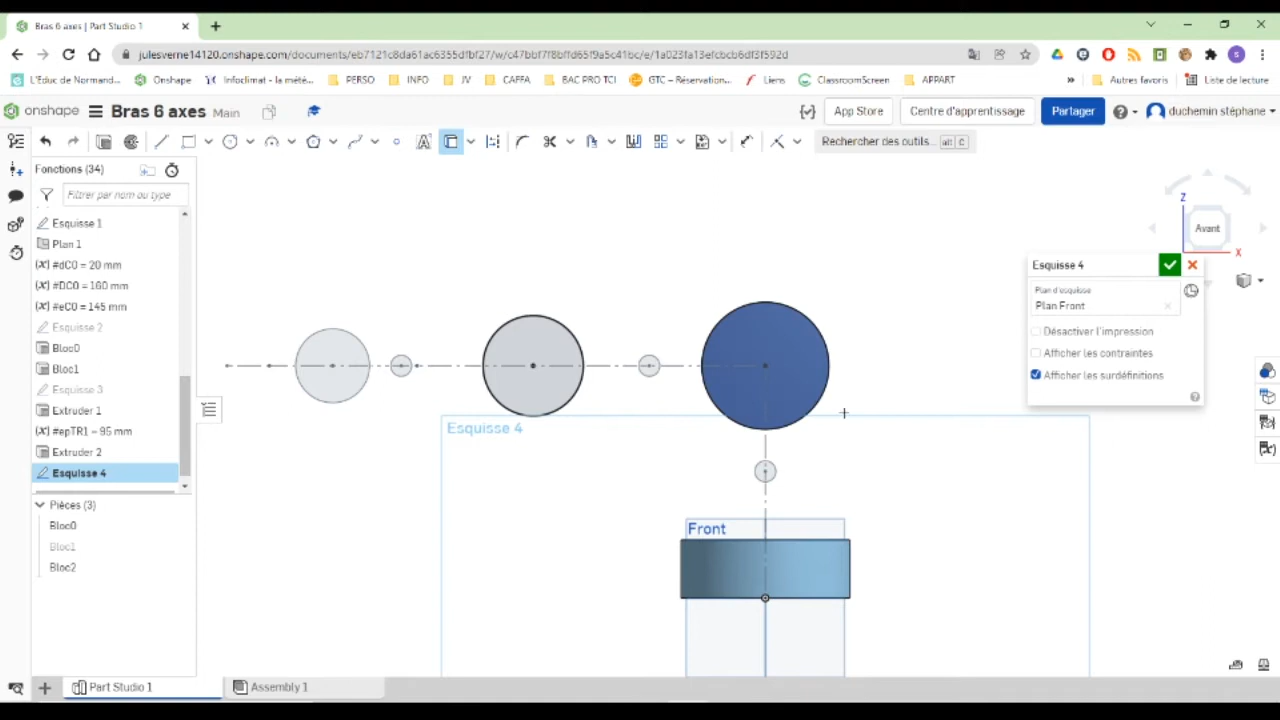 Bras 6 axes | Part Studio 1
julesverne14120.onshape.com/documents/eb7121c8da61ac6355dfbf27/w/c47bbf7f8bffd65f9a5c41bc/e/1a023fa13efcbcb6df3f592d
S
L'Educ de Normand...
Onshape
Infoclimat - la mété...
PERSO
INFO
JV
CAFFA
BAC PRO TCI
GTC – Réservation...
Liens
ClassroomScreen
APPART
»
Autres favoris
Liste de lecture
onshape
Bras 6 axes
Main
App Store
Centre d'apprentissage
Partager
duchemin stéphane
Rechercher des outils... alt C
Fonctions (34)
Filtrer par nom ou type
Esquisse 1
Plan 1
(x) #dC0 = 20 mm
(x) #DC0 = 160 mm
(x) #eC0 = 145 mm
Esquisse 2
Bloc0
Bloc1
Esquisse 3
Extruder 1
(x) #epTR1 = 95 mm
Extruder 2
Esquisse 4
Pièces (3)
Bloc0
Bloc1
Bloc2
Esquisse 4
Front
Z
Avant
X
Esquisse 4
Plan d'esquisse
Plan Front
Désactiver l'impression
Afficher les contraintes
Afficher les surdéfinitions
Part Studio 1
Assembly 1